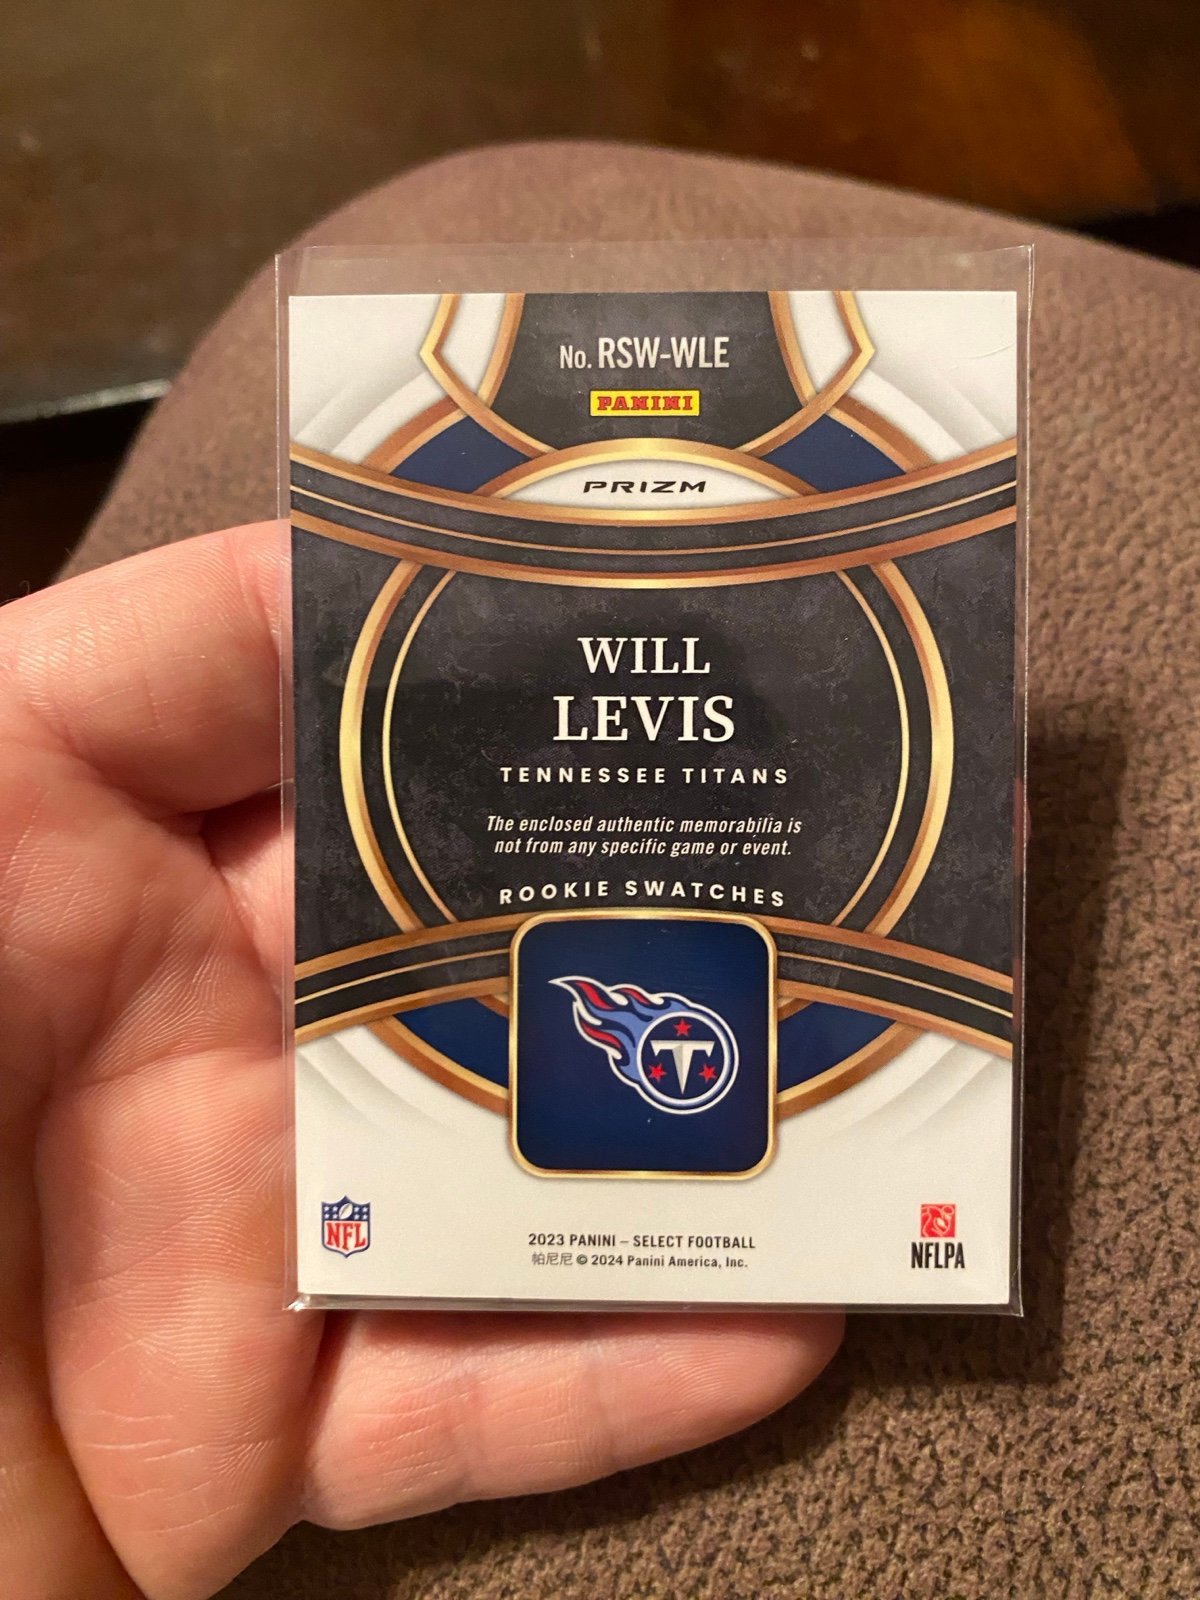 No. RSW-WLE
PANINI
PRIZM
WILL
LEVIS
TENNESSEE TITANS
The enclosed authentic memorabilia is
not from any specific game or event.
ROOKIE SWATCHES
T
NFL
2023 PANINI – SELECT FOOTBALL
帕尼尼 © 2024 Panini America, Inc.
NFLPA